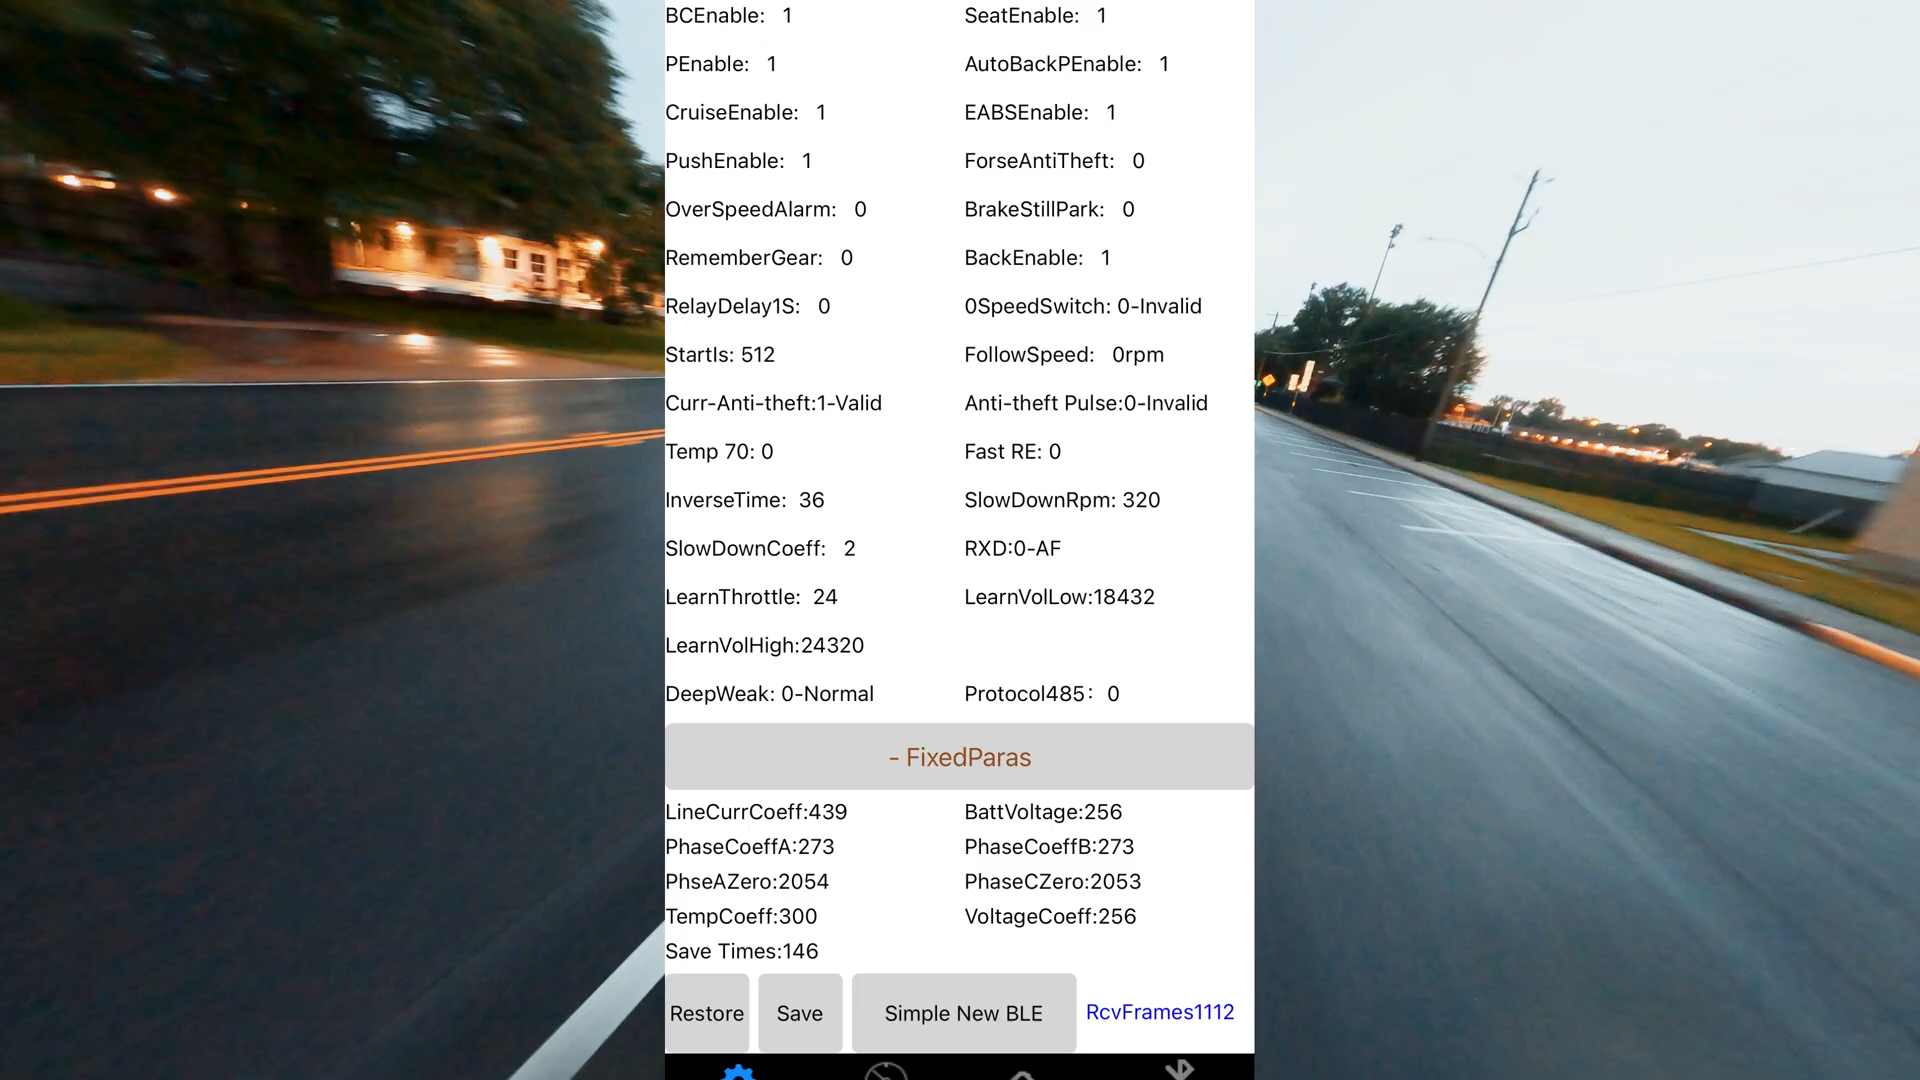 BCEnable: 1 SeatEnable: 1
PEnable: 1 AutoBackPEnable: 1
CruiseEnable: 1 EABSEnable: 1
PushEnable: 1 ForseAntiTheft: 0
OverSpeedAlarm: 0 BrakeStillPark: 0
RememberGear: 0 BackEnable: 1
RelayDelay1S: 0 0SpeedSwitch: 0-Invalid
StartIs: 512 FollowSpeed: 0rpm
Curr-Anti-theft:1-Valid Anti-theft Pulse:0-Invalid
Temp 70: 0 Fast RE: 0
InverseTime: 36 SlowDownRpm: 320
SlowDownCoeff: 2 RXD:0-AF
LearnThrottle: 24 LearnVolLow:18432
LearnVolHigh:24320
DeepWeak: 0-Normal Protocol485: 0
- FixedParas
LineCurrCoeff:439 BattVoltage:256
PhaseCoeffA:273 PhaseCoeffB:273
PhseAZero:2054 PhaseCZero:2053
TempCoeff:300 VoltageCoeff:256
Save Times:146
Restore Save Simple New BLE RcvFrames1112